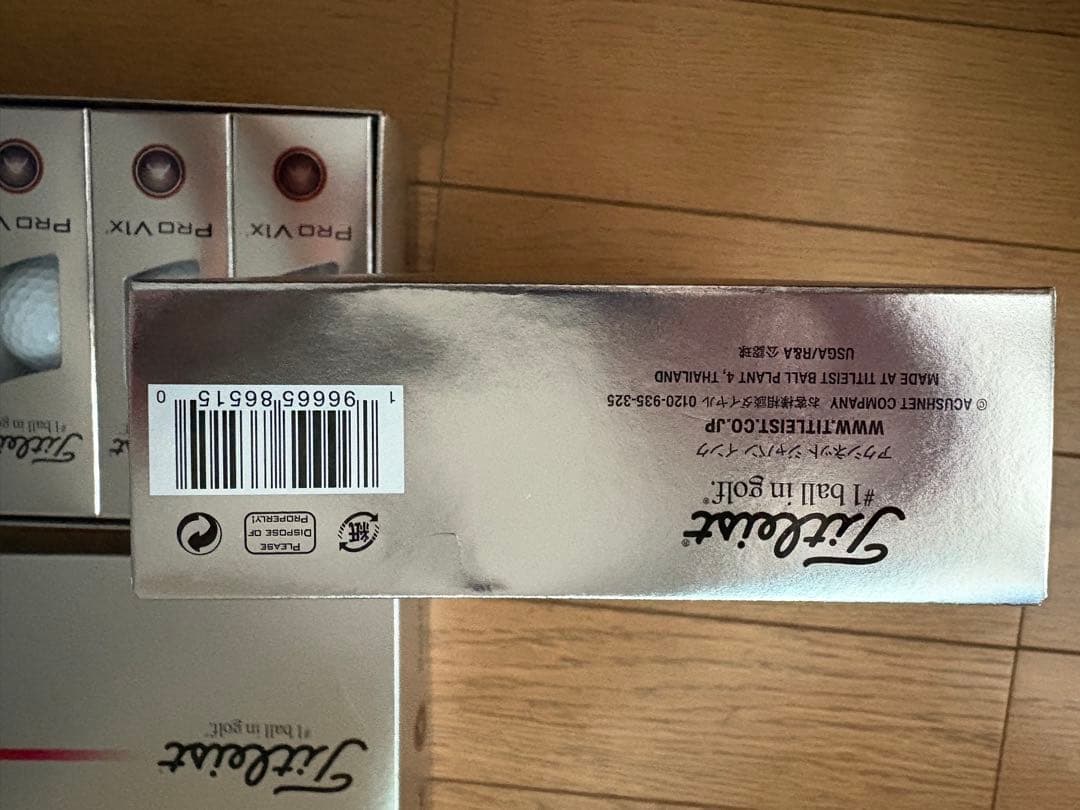 Titleist®
#1 ball in golf.®
アクシネット ジャパン インク
WWW.TITLEIST.CO.JP
© ACUSHNET COMPANY お客様相談ダイヤル 0120-935-325
MADE AT TITLEIST BALL PLANT 4, THAILAND
USGA/R&A 公認球
紙
PLEASE
DISPOSE OF
PROPERLY!
1 96665 86515 0
Titleist
#1 ball in golf.®
PRO V1x
PRO V1x
PRO V
Titlei
#1 ball in golf